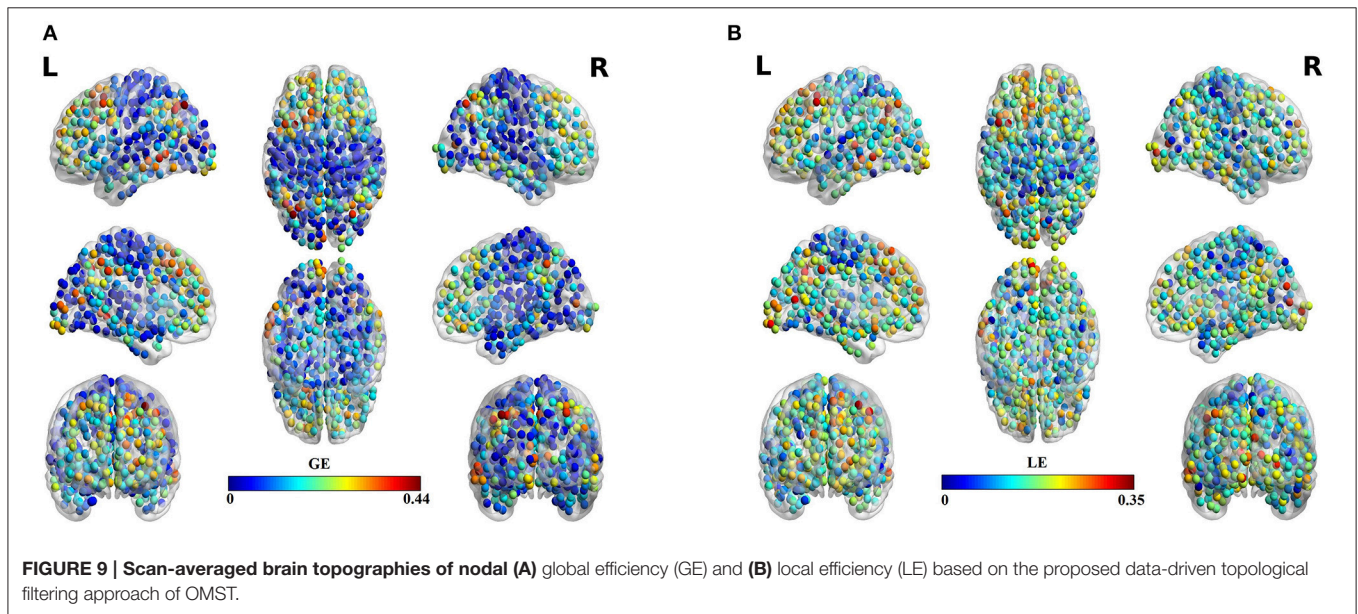 A
B
L
R
L
R
GE
0
0.44
LE
0
0.35
FIGURE 9 | Scan-averaged brain topographies of nodal (A) global efficiency (GE) and (B) local efficiency (LE) based on the proposed data-driven topological
filtering approach of OMST.